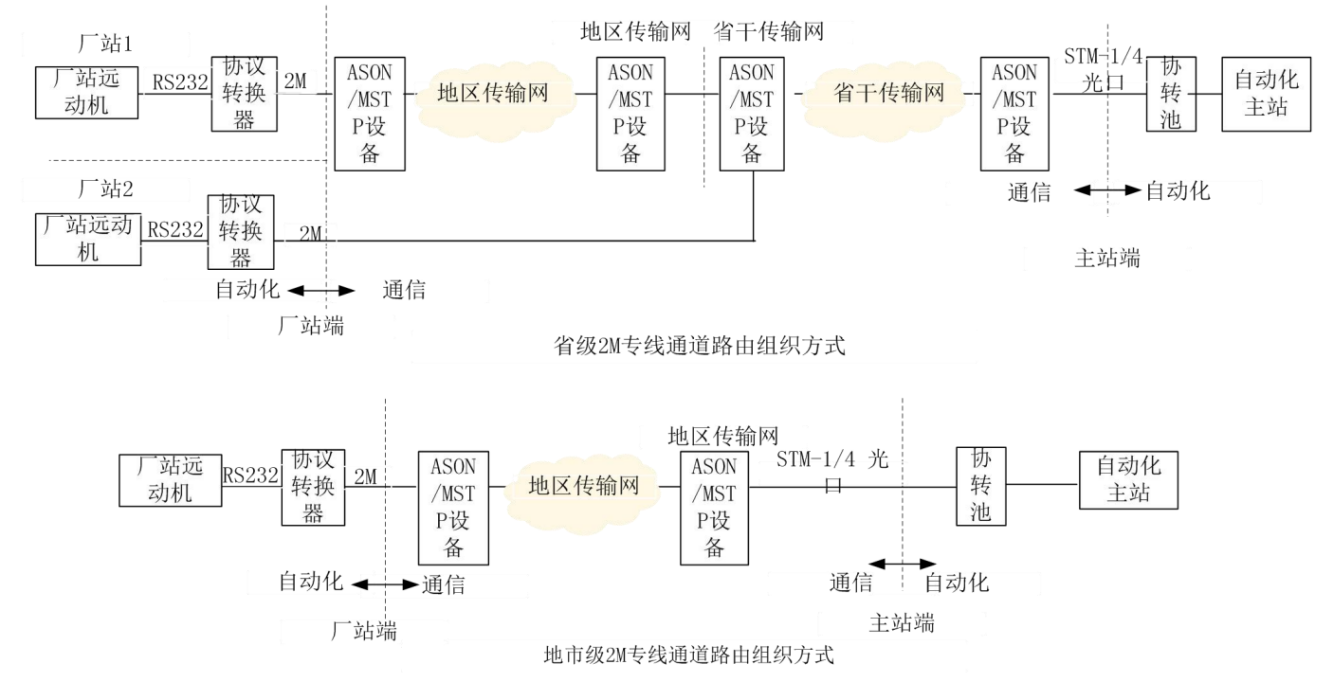 地区传输网
省干传输网
厂站1
厂站远
动机
RS232
协议
转换
器
2M
ASON
/MST
P设
备
地区传输网
ASON
/MST
P设
备
ASON
/MST
P设
备
省干传输网
ASON
/MST
P设
备
STM-1/4
光口
协
转
池
自动化
主站
厂站2
厂站远动
机
RS232
协议
转换
器
2M
通信
自动化
主站端
自动化
通信
厂站端
省级2M专线通道路由组织方式
厂站远
动机
RS232
协议
转换
器
2M
ASON
/MST
P设
备
地区传输网
地区传输网
ASON
/MST
P设
备
STM-1/4 光
口
协
转
池
自动化
主站
自动化
通信
厂站端
通信
自动化
主站端
地市级2M专线通道路由组织方式